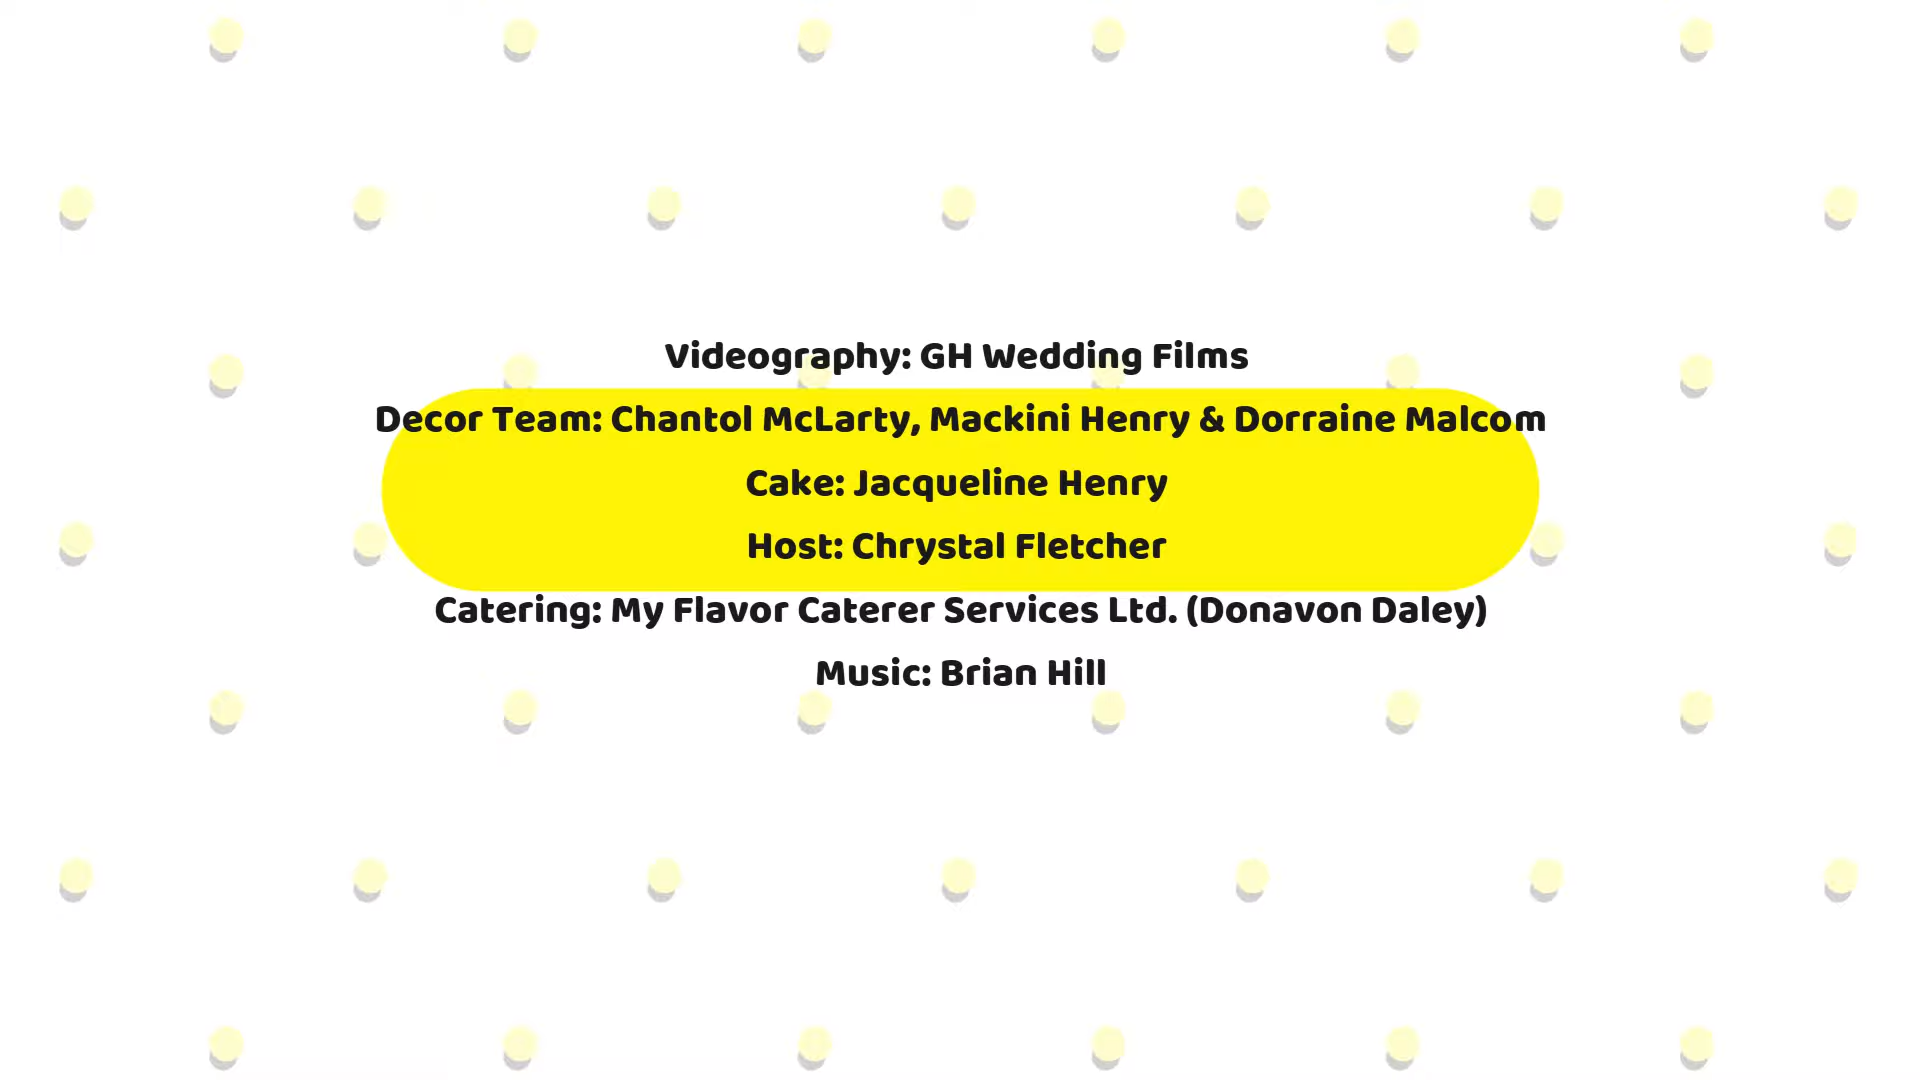 Videography: GH Wedding Films
Decor Team: Chantol McLarty, Mackini Henry & Dorraine Malcom
Cake: Jacqueline Henry
Host: Chrystal Fletcher
Catering: My Flavor Caterer Services Ltd. (Donavon Daley)
Music: Brian Hill